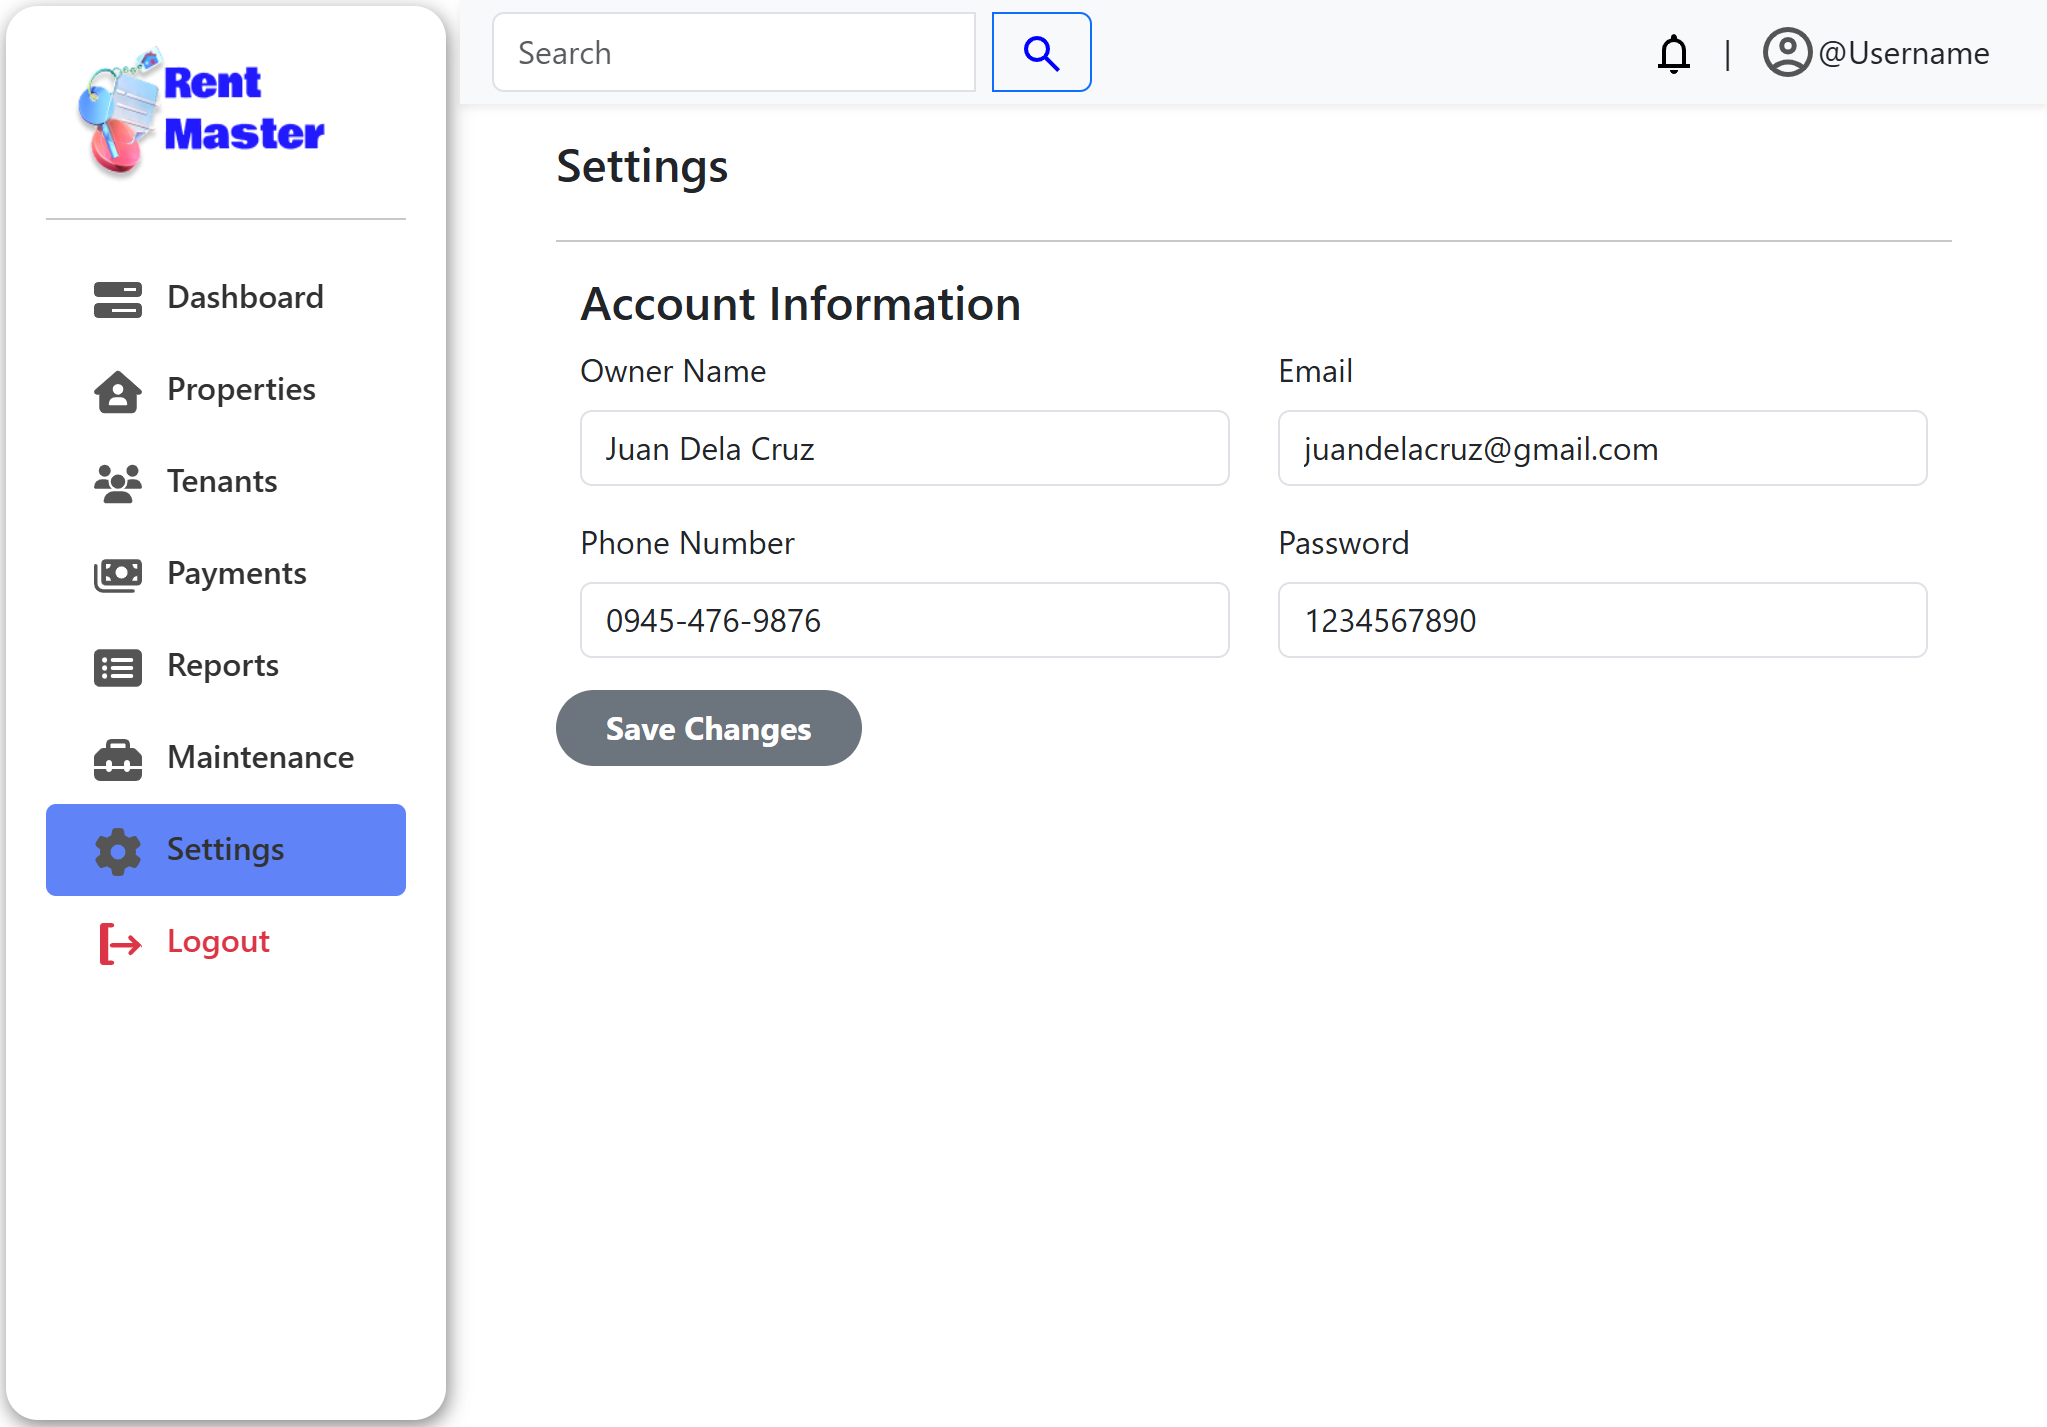 Rent
Master
Dashboard
Properties
Tenants
Payments
Reports
Maintenance
Settings
Logout
Search
|
@Username
Settings
Account Information
Owner Name
Email
Juan Dela Cruz
juandelacruz@gmail.com
Phone Number
Password
0945-476-9876
1234567890
Save Changes